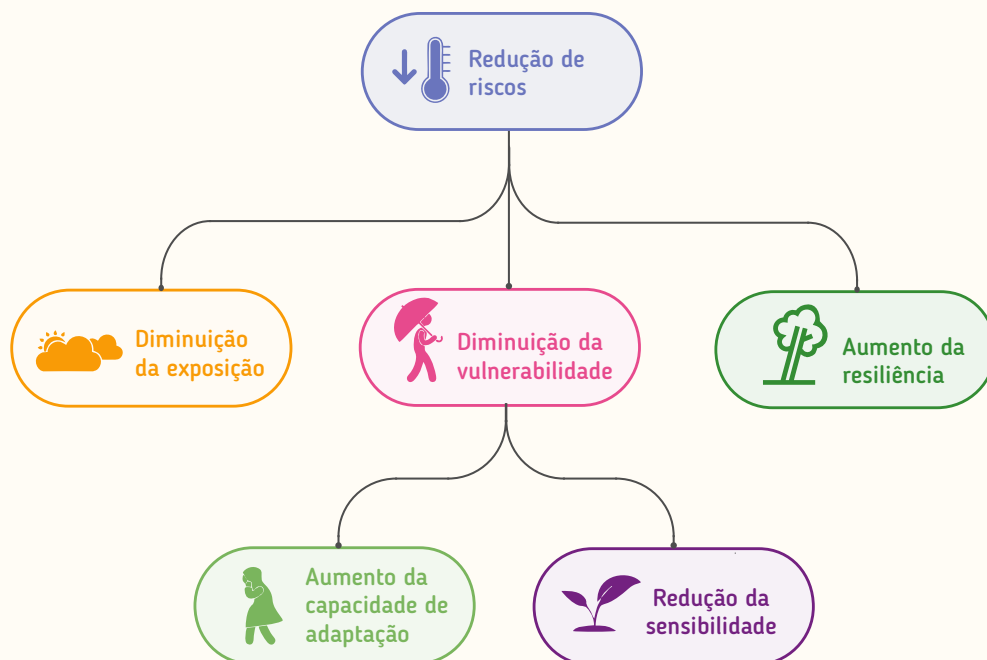 Redução de
riscos
Diminuição
da exposição
Diminuição da
vulnerabilidade
Aumento da
resiliência
Aumento da
capacidade de
adaptação
Redução da
sensibilidade